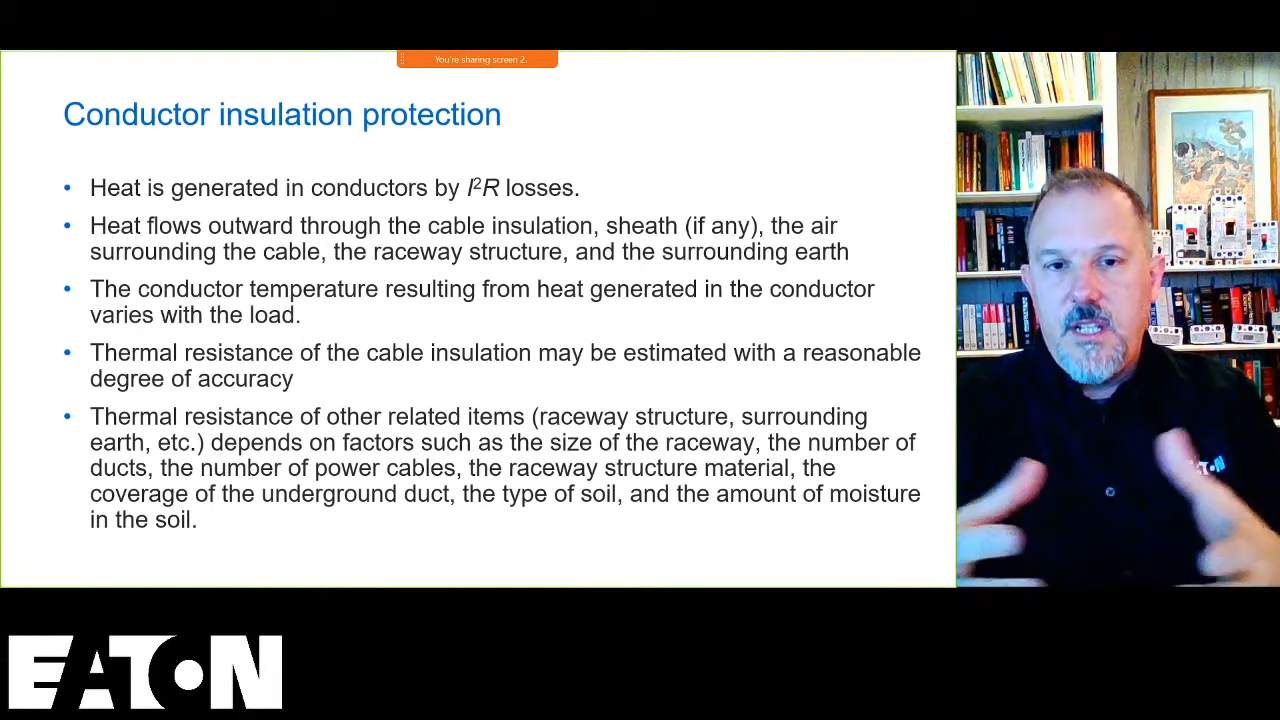 You're sharing screen 2.
Conductor insulation protection
• Heat is generated in conductors by I²R losses.
• Heat flows outward through the cable insulation, sheath (if any), the air
surrounding the cable, the raceway structure, and the surrounding earth
• The conductor temperature resulting from heat generated in the conductor
varies with the load.
• Thermal resistance of the cable insulation may be estimated with a reasonable
degree of accuracy
• Thermal resistance of other related items (raceway structure, surrounding
earth, etc.) depends on factors such as the size of the raceway, the number of
ducts, the number of power cables, the raceway structure material, the
coverage of the underground duct, the type of soil, and the amount of moisture
in the soil.
EATON